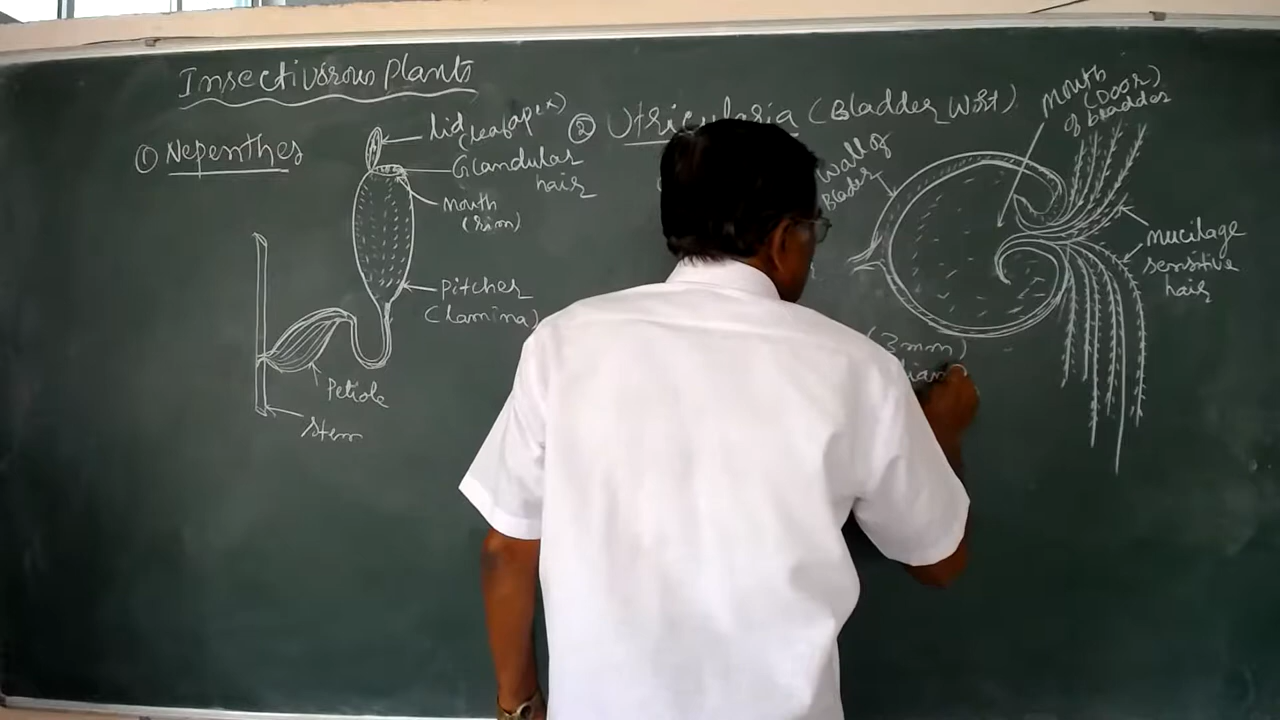 Insectivorous Plants
① Nepenthes
lid
(leaf apex)
Glandular
hair
mouth
(rim)
Pitcher
(lamina)
Petiole
Stem
② Utricularia (Bladder Wort)
Wall of
Blader
mouth
(Door)
of bladder
mucilage
sensitive
hair
(3mm)